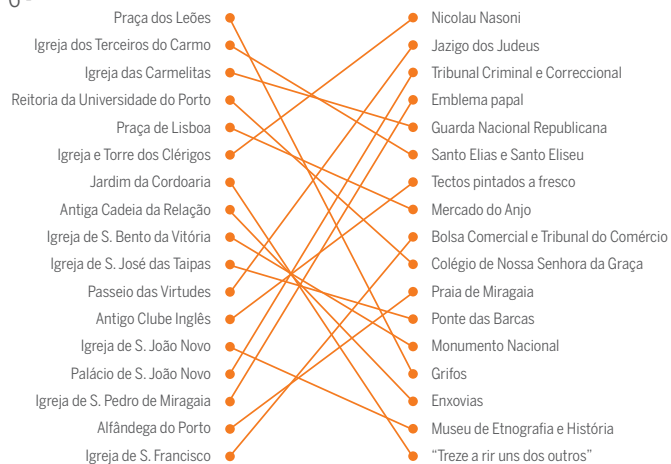 Praça dos Leões
Igreja dos Terceiros do Carmo
Igreja das Carmelitas
Reitoria da Universidade do Porto
Praça de Lisboa
Igreja e Torre dos Clérigos
Jardim da Cordoaria
Antiga Cadeia da Relação
Igreja de S. Bento da Vitória
Igreja de S. José das Taipas
Passeio das Virtudes
Antigo Clube Inglês
Igreja de S. João Novo
Palácio de S. João Novo
Igreja de S. Pedro de Miragaia
Alfândega do Porto
Igreja de S. Francisco
Nicolau Nasoni
Jazigo dos Judeus
Tribunal Criminal e Correccional
Emblema papal
Guarda Nacional Republicana
Santo Elias e Santo Eliseu
Tectos pintados a fresco
Mercado do Anjo
Bolsa Comercial e Tribunal do Comércio
Colégio de Nossa Senhora da Graça
Praia de Miragaia
Ponte das Barcas
Monumento Nacional
Grifos
Enxovias
Museu de Etnografia e História
“Treze a rir uns dos outros”